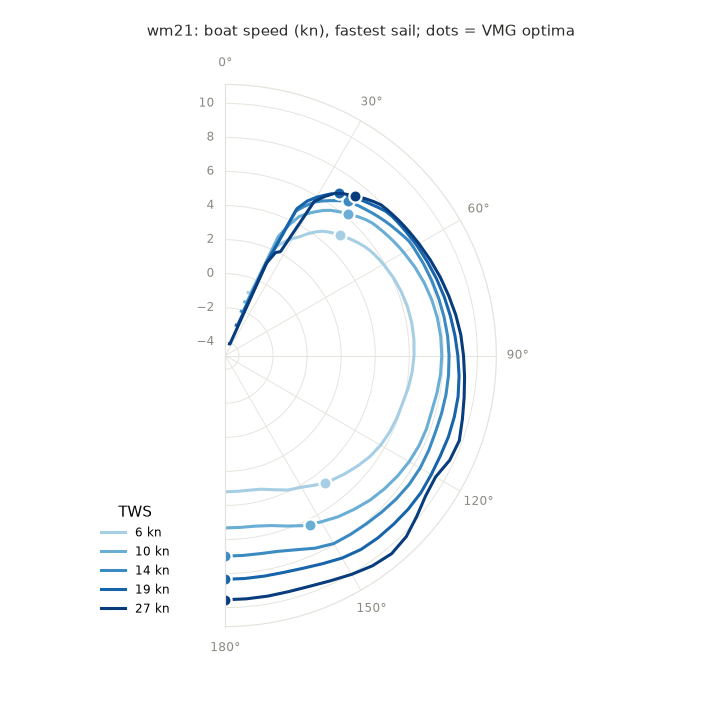 wm21: boat speed (kn), fastest sail; dots = VMG optima
0°
30°
60°
90°
120°
150°
180°
10
8
6
4
2
0
−2
−4
TWS
6 kn
10 kn
14 kn
19 kn
27 kn